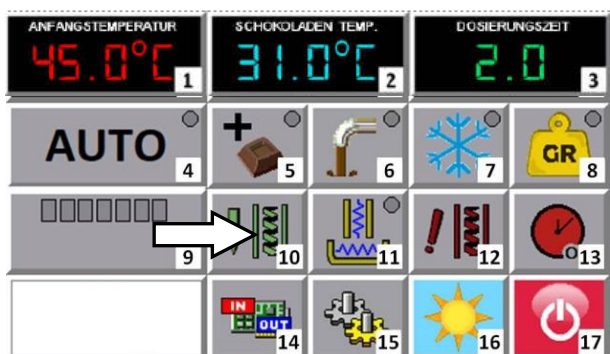 ANFANGSTEMPERATUR SCHOKOLADEN TEMP. DOSIERUNGSZEIT
45.0°C 1 31.0°C 2 2.0 3
AUTO 4 5 6 7 GR 8
9 10 11 12 13
IN OUT 14 15 16 17